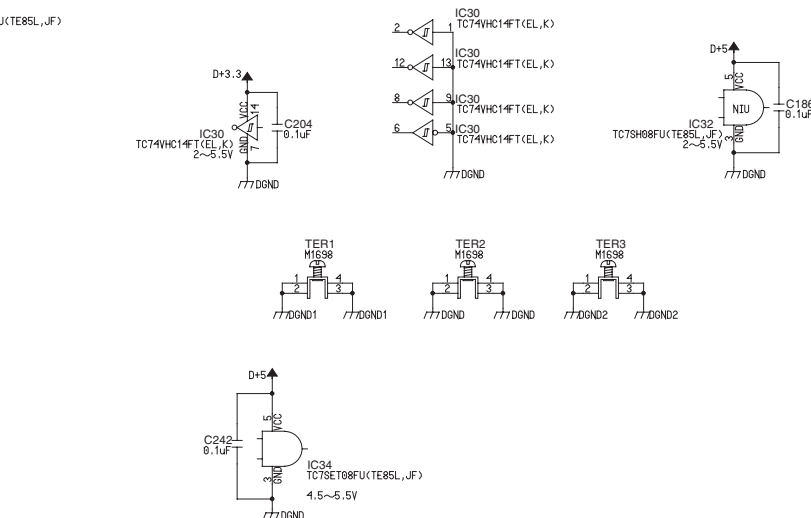 U(TE85L,JF)
D+3.3
VCC
14
IC30
TC74VHC14FT(EL,K)
2~5.5V
GND
7
C204
0.1uF
DGND
2
1
IC30
TC74VHC14FT(EL,K)
12
13
IC30
TC74VHC14FT(EL,K)
8
9
IC30
TC74VHC14FT(EL,K)
6
5
IC30
TC74VHC14FT(EL,K)
DGND
D+5
5
VCC
NIU
IC32
TC7SH08FU(TE85L,JF)
2~5.5V
3
GND
C186
0.1uF
DGND
TER1
M1698
1
4
2
3
DGND1
DGND1
TER2
M1698
1
4
2
3
DGND
DGND
TER3
M1698
1
4
2
3
DGND2
DGND2
D+5
5
VCC
C242
0.1uF
3
GND
IC34
TC7SET08FU(TE85L,JF)
4.5~5.5V
DGND